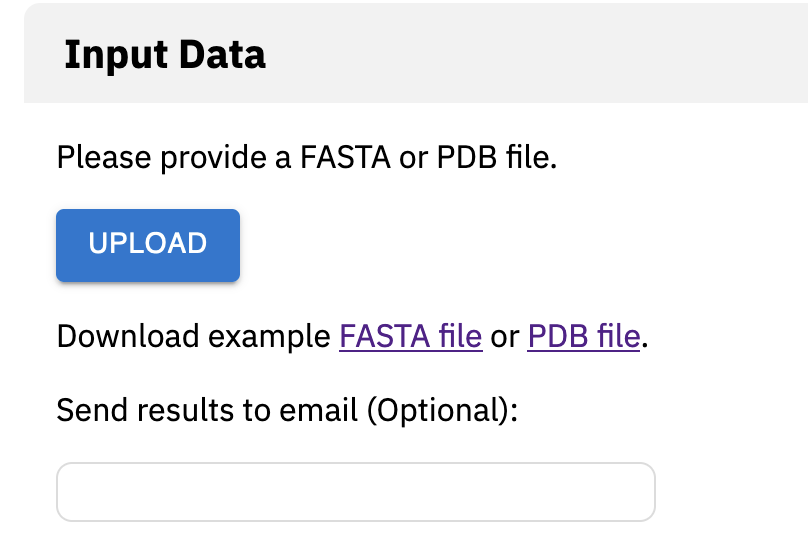 Input Data
Please provide a FASTA or PDB file.
UPLOAD
Download example FASTA file or PDB file.
Send results to email (Optional):